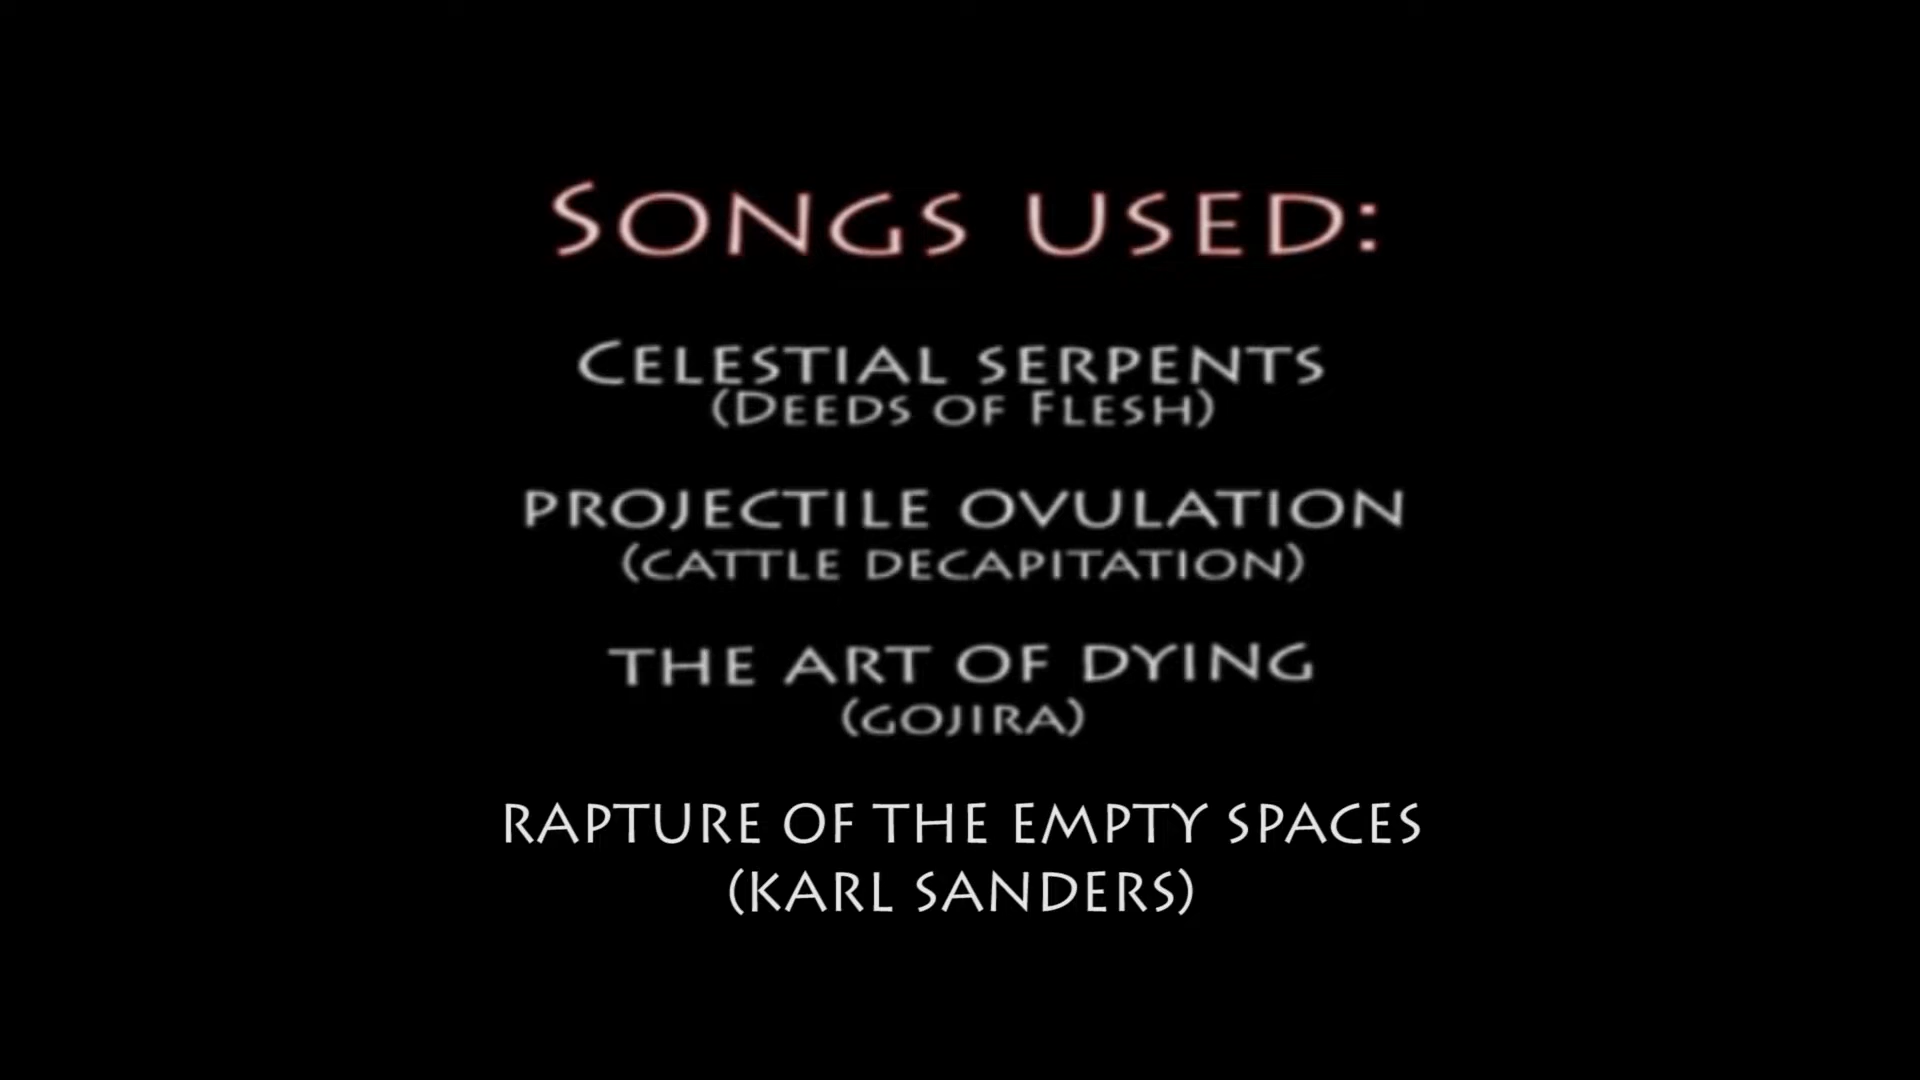 SONGS USED:
CELESTIAL SERPENTS
(DEEDS OF FLESH)
PROJECTILE OVULATION
(CATTLE DECAPITATION)
THE ART OF DYING
(GOJIRA)
RAPTURE OF THE EMPTY SPACES
(KARL SANDERS)